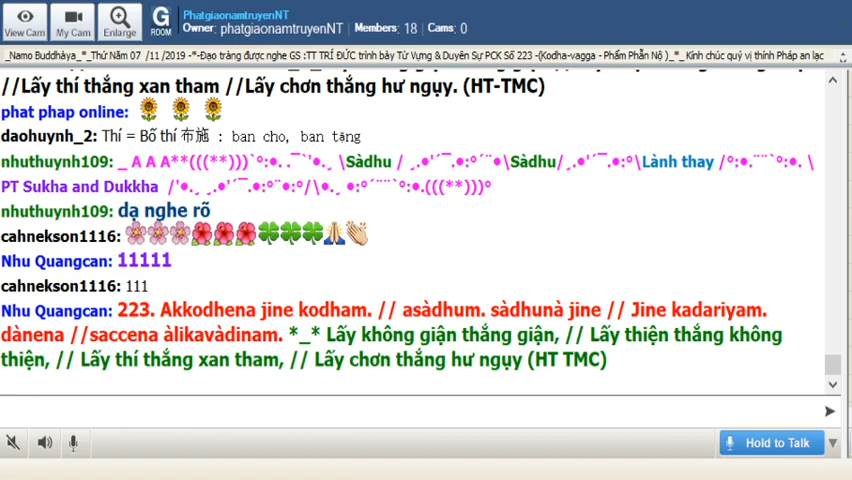 View Cam
My Cam
Enlarge
G
ROOM
PhatgiaonamtruyenNT
Owner: phatgiaonamtruyenNT | Members: 18 | Cams: 0
_Namo Buddhàya_*_Thứ Năm 07 /11 /2019 -*-Đạo tràng được nghe GS :TT TRÍ ĐỨC trình bày Từ Vựng & Duyên Sự PCK Số 223 -(Kodha-vagga - Phẩm Phẫn Nộ )_*_ Kính chúc quý vị thính Pháp an lạc
//Lấy thí thắng xan tham //Lấy chơn thắng hư ngụy. (HT-TMC)
phat phap online:
daohuynh_2: Thí = Bố thí 布施 : ban cho, ban tặng
nhuthuynh109: _ A A A**(((**)))`°:•. .¯`'•.¸ \Sàdhu / ¸.•'´¯.•:°´¨•\Sàdhu/¸.•'´¯.•:°\Lành thay /°:•.¨¨`°:•. \
PT Sukha and Dukkha /'•.¸ ¸.•'´¯.•:°¨•:°/\•.¸ •:°´¨¨`°:•.(((**)))°
nhuthuynh109: dạ nghe rõ
cahnekson1116:
Nhu Quangcan: 11111
cahnekson1116: 111
Nhu Quangcan: 223. Akkodhena jine kodham. // asàdhum. sàdhunà jine // Jine kadariyam.
dànena //saccena àlikavàdinam. *_* Lấy không giận thắng giận, // Lấy thiện thắng không
thiện, // Lấy thí thắng xan tham, // Lấy chơn thắng hư ngụy (HT TMC)
Hold to Talk